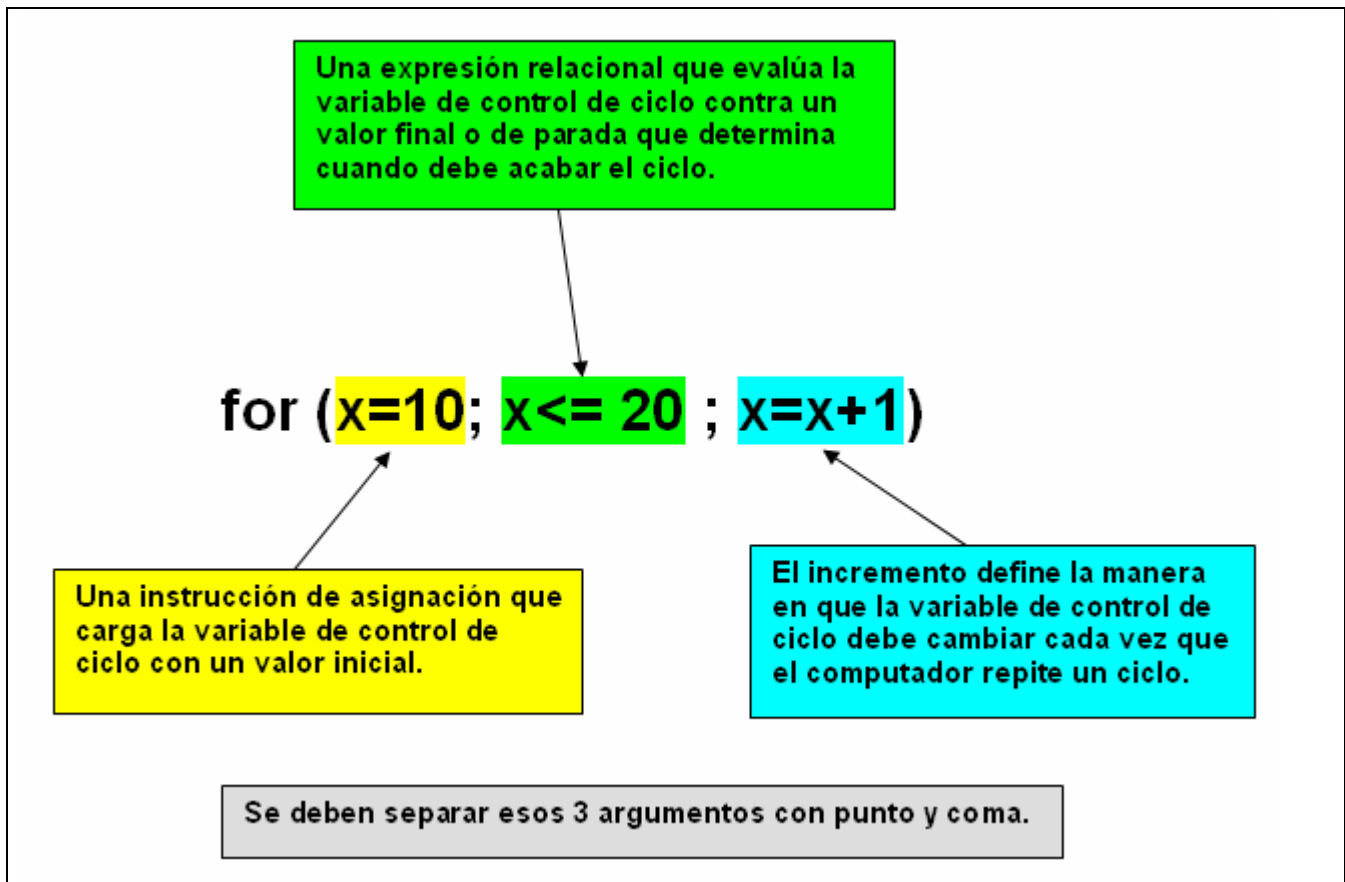 Una expresión relacional que evalúa la
variable de control de ciclo contra un
valor final o de parada que determina
cuando debe acabar el ciclo.
for (x=10; x<= 20 ; x=x+1)
Una instrucción de asignación que
carga la variable de control de
ciclo con un valor inicial.
El incremento define la manera
en que la variable de control de
ciclo debe cambiar cada vez que
el computador repite un ciclo.
Se deben separar esos 3 argumentos con punto y coma.